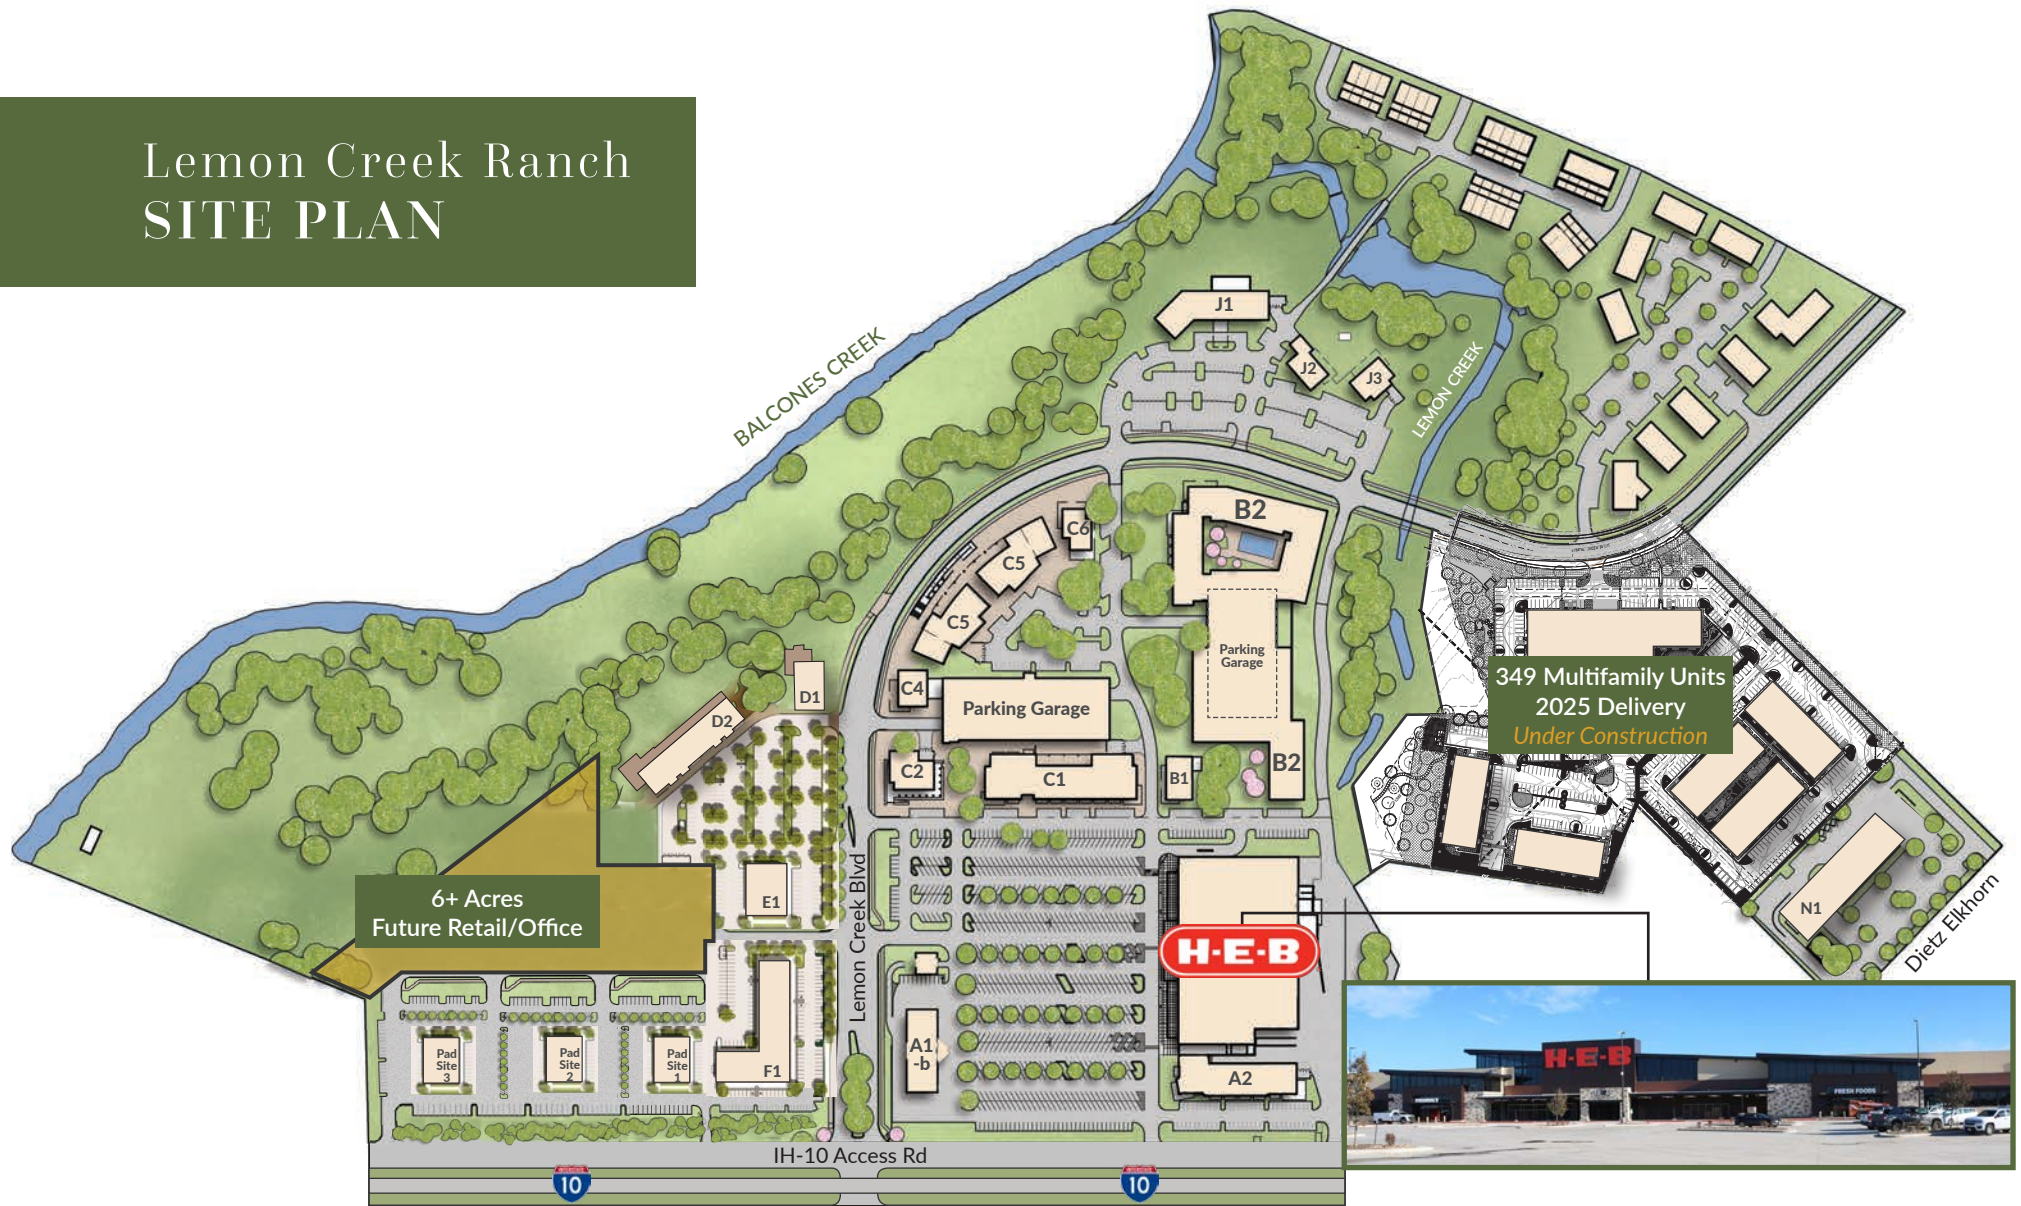 Lemon Creek Ranch
SITE PLAN
BALCONES CREEK
LEMON CREEK
J1
J2
J3
B2
C6
C5
C5
Parking
Garage
C4
Parking Garage
D1
D2
C2
C1
B1
B2
349 Multifamily Units
2025 Delivery
Under Construction
6+ Acres
Future Retail/Office
E1
Lemon Creek Blvd
H-E-B
N1
Dietz Elkhorn
Pad
Site
3
Pad
Site
2
Pad
Site
1
F1
A1
-b
A2
H-E-B
FRESH FOODS
IH-10 Access Rd
10
10